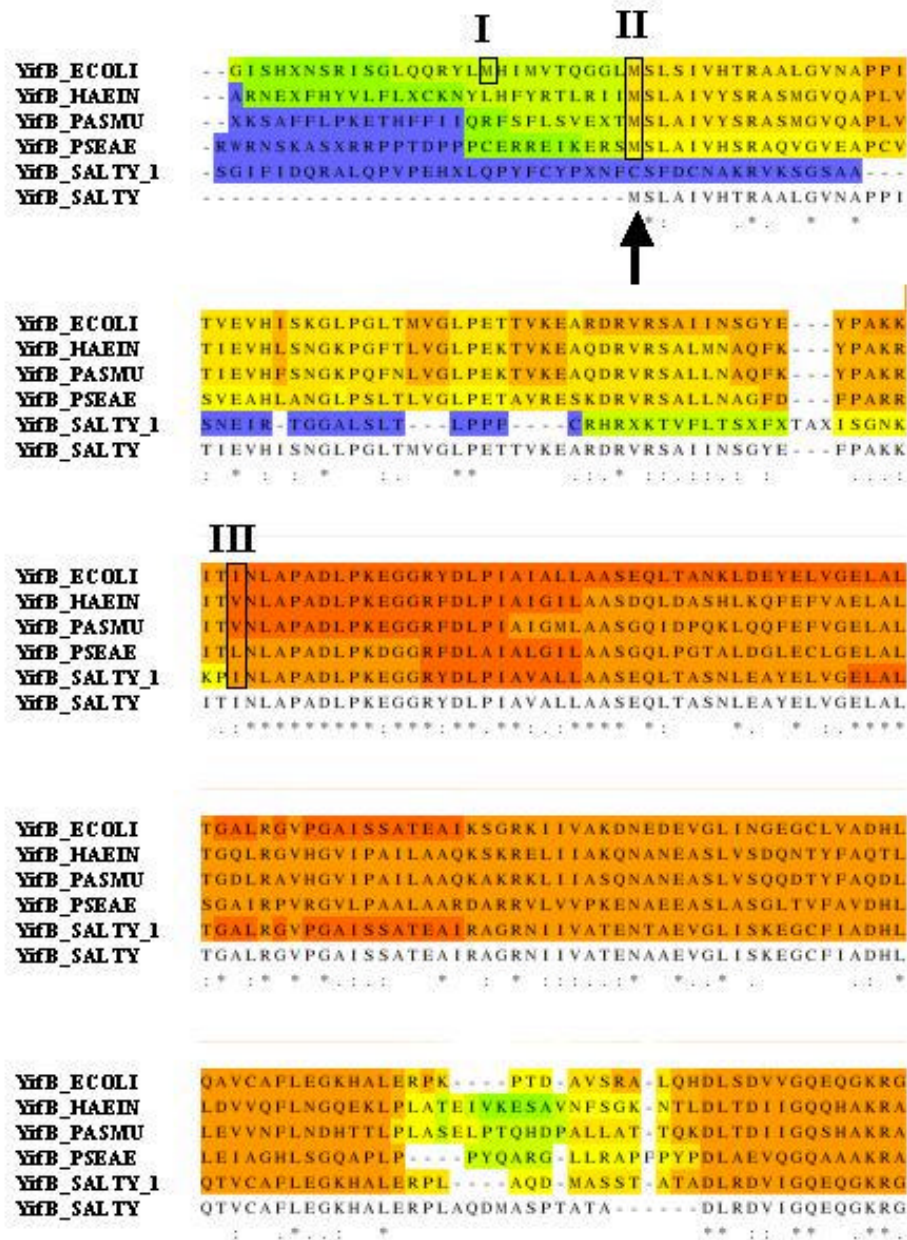 I II
YifB_ECOLI --GISHXNSRISGLQQRYLMHIMVTQGGLMSLSIVHTRAALGVNAPPI
YifB_HAEIN --ARNEXFHYVLFLXCKNYLHFYRTLRIIMSLAIVYSRASMGVQAPLV
YifB_PASMU --XKSAFFLPKETHFFIIQRFSFLSVEXTMSLAIVYSRASMGVQAPLV
YifB_PSEAE -RWRNSKASXRRPPTDPPPCERREIKERSMSLAIVHSRAQVGVEAPCV
YifB_SALTY_1 -SGIFIDQRALQPVPEHXLQPYFCYPXNFCSFDCNAKRVKSGSAA---
YifB_SALTY -----------------------------MSLAIVHTRAALGVNAPPI
*: . * . * *
YifB_ECOLI TVEVHISKGLPGLTMVGLPETTVKEARDRVRSAIINSGYE---YPAKK
YifB_HAEIN TIEVHLSNGKPGFTLVGLPEKTVKEAQDRVRSALMNAQFK---YPAKR
YifB_PASMU TIEVHFSNGKPQFNLVGLPEKTVKEAQDRVRSALLNAQFK---YPAKR
YifB_PSEAE SVEAHLANGLPSLTLVGLPETAVRESKDRVRSALLNAGFD---FPARR
YifB_SALTY_1 SNEIR-TGGALSLT---LPPF----CRHRXKTVFLTSXFXTAXISGNK
YifB_SALTY TIEVHISNGLPGLTMVGLPETTVKEARDRVRSAIINSGYE---FPAKK
: * : * : . ** . : . * : : . : . : : . . . :
III
YifB_ECOLI ITINLAPADLPKEGGRYDLPIAIALLAASEQLTANKLDEYELVGELAL
YifB_HAEIN ITVNLAPADLPKEGGRFDLPIAIGILAASDQLDASHLKQFEFVAELAL
YifB_PASMU ITVNLAPADLPKEGGRFDLPIAIGMLAASGQIDPQKLQQFEFVGELAL
YifB_PSEAE ITLNLAPADLPKDGGRFDLAIALGILAASGQLPGTALDGLECLGELAL
YifB_SALTY_1 KPINLAPADLPKEGGRYDLPIAVALLAASEQLTASNLEAYELVGELAL
YifB_SALTY ITINLAPADLPKEGGRYDLPIAVALLAASEQLTASNLEAYELVGELAL
. : * * * * * * * * * * : * * * : * * . * * : . : * * * * * : * . * : . * * * *
YifB_ECOLI TGALRGVPGAISSATEAIKSGRKIIVAKDNEDEVGLINGEGCLVADHL
YifB_HAEIN TGQLRGVHGVIPAILAAQKSKRELIIAKQNANEASLVSDQNTYFAQTL
YifB_PASMU TGDLRAVHGVIPAILAAQKAKRKLIIASQNANEASLVSQQDTYFAQDL
YifB_PSEAE SGAIRPVRGVLPAALAARDARRVLVVPKENAEEASLASGLTVFAVDHL
YifB_SALTY_1 TGALRGVPGAISSATEAIRAGRNIIVATENTAEVGLISKEGCFIADHL
YifB_SALTY TGALRGVPGAISSATEAIRAGRNIIVATENAAEVGLISKEGCFIADHL
: * : * * * . : . : * . : * : : : . . : * * . . * . . : *
YifB_ECOLI QAVCAFLEGKHALERPK----PTD-AVSRA-LQHDLSDVVGQEQGKRG
YifB_HAEIN LDVVQFLNGQEKLPLATEIVKESAVNFSGK-NTLDLTDIIGQQHAKRA
YifB_PASMU LEVVNFLNDHTTLPLASELPTQHDPALLAT-TQKDLTDIIGQSHAKRA
YifB_PSEAE LEIAGHLSGQAPLP----PYQARG-LLRAPFPYPDLAEVQGQAAAKRA
YifB_SALTY_1 QTVCAFLEGKHALERPL----AQD-MASST-ATADLRDVIGQEQGKRG
YifB_SALTY QTVCAFLEGKHALERPLAQDMASPTATA------DLRDVIGQEQGKRG
: . * . . : * ** : : ** . ** .